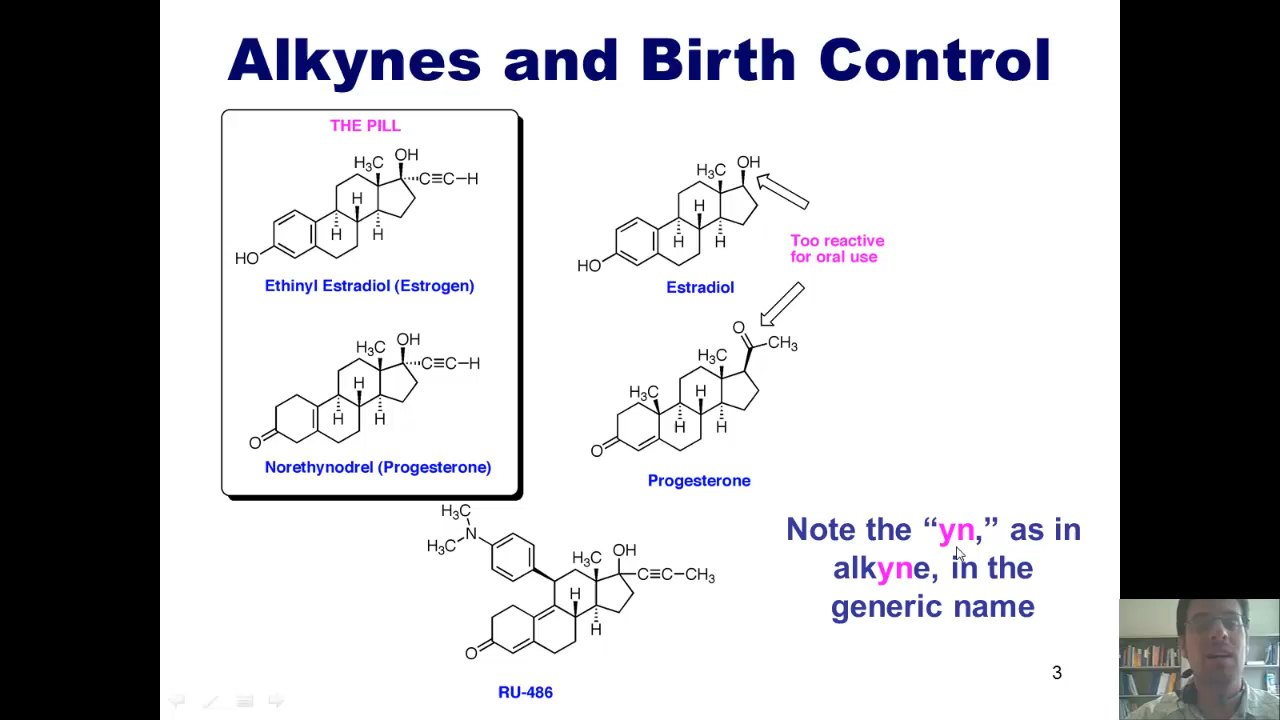 Alkynes and Birth Control
THE PILL
H₃C
OH
C≡C–H
H
H
H
HO
Ethinyl Estradiol (Estrogen)
H₃C
OH
C≡C–H
H
H
H
O
Norethynodrel (Progesterone)
H₃C
OH
H
H
H
HO
Estradiol
Too reactive
for oral use
O
CH₃
H₃C
H₃C
H
H
H
O
Progesterone
H₃C
N
H₃C
H₃C
OH
C≡C–CH₃
H
H
O
RU-486
Note the “yn,” as in
alkyne, in the
generic name
3